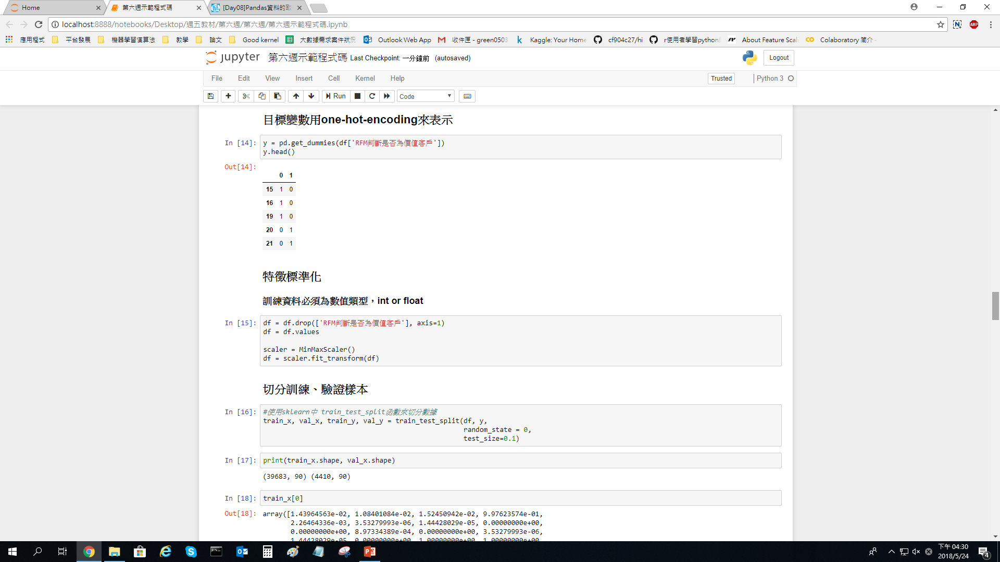 Home
第六週示範程式碼
[Day08]Pandas資料的取
localhost:8888/notebooks/Desktop/週五教材/第六週/第六週/第六週示範程式碼.ipynb
應用程式 平台發展 機器學習演算法 教學 論文 Good kernel 大數據需求案件狀況 Outlook Web App 收件匣 - green0503 Kaggle: Your Home cf904c27/hi r使用者學習python About Feature Scal Colaboratory 簡介 -
jupyter 第六週示範程式碼 Last Checkpoint: 一分鐘前 (autosaved)
Logout
File Edit View Insert Cell Kernel Help
Trusted
Python 3
Run
Code
目標變數用one-hot-encoding來表示
In [14]: y = pd.get_dummies(df['RFM判斷是否為價值客戶'])
y.head()
Out[14]:
0 1
15 1 0
16 1 0
19 1 0
20 0 1
21 0 1
特徵標準化
訓練資料必須為數值類型，int or float
In [15]: df = df.drop(['RFM判斷是否為價值客戶'], axis=1)
df = df.values
scaler = MinMaxScaler()
df = scaler.fit_transform(df)
切分訓練、驗證樣本
In [16]: #使用sklearn中 train_test_split函數來切分數據
train_x, val_x, train_y, val_y = train_test_split(df, y,
random_state = 0,
test_size=0.1)
In [17]: print(train_x.shape, val_x.shape)
(39683, 90) (4410, 90)
In [18]: train_x[0]
Out[18]: array([1.43964563e-02, 1.08401084e-02, 1.52450942e-02, 9.97623574e-01,
2.26464336e-03, 3.53279993e-06, 1.44428029e-05, 0.00000000e+00,
0.00000000e+00, 8.97334389e-04, 0.00000000e+00, 3.53279993e-06,
1.44428029e-05, 0.00000000e+00, 1.00000000e+00, 1.00000000e+00,
下午 04:30
2018/5/24
4